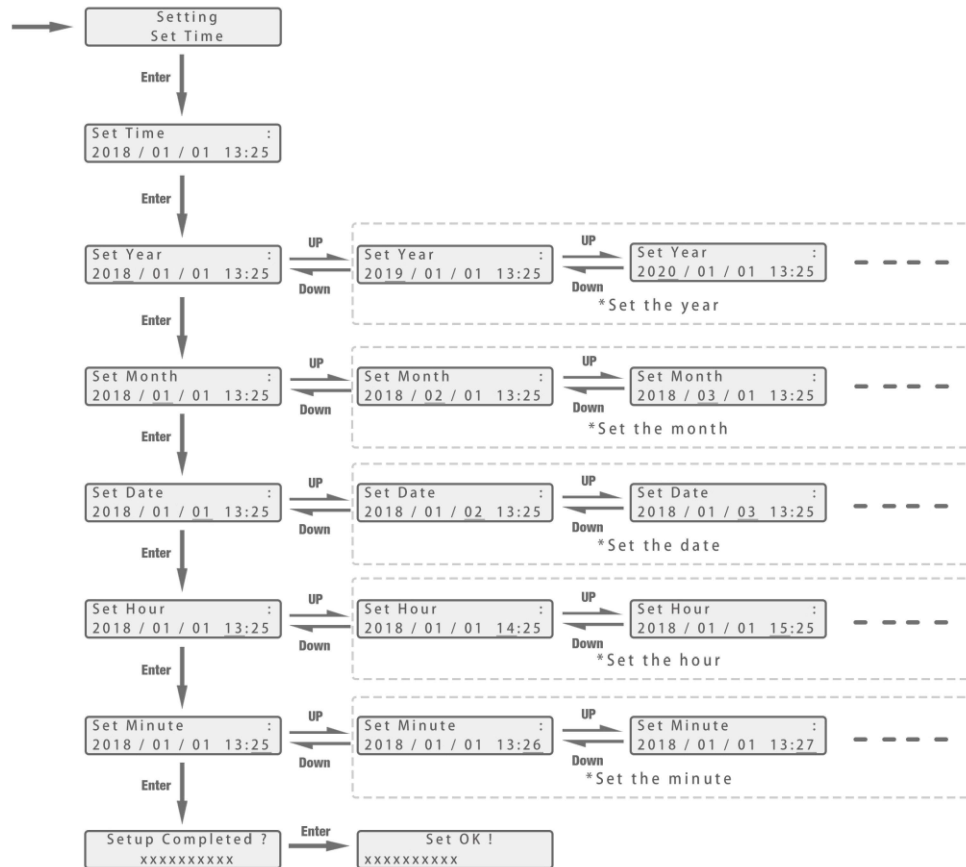 Setting
Set Time
Enter
Set Time :
2018 / 01 / 01 13:25
Enter
Set Year :
2018 / 01 / 01 13:25
UP
Down
Set Year :
2019 / 01 / 01 13:25
UP
Down
Set Year :
2020 / 01 / 01 13:25
*Set the year
Enter
Set Month :
2018 / 01 / 01 13:25
UP
Down
Set Month :
2018 / 02 / 01 13:25
UP
Down
Set Month :
2018 / 03 / 01 13:25
*Set the month
Enter
Set Date :
2018 / 01 / 01 13:25
UP
Down
Set Date :
2018 / 01 / 02 13:25
UP
Down
Set Date :
2018 / 01 / 03 13:25
*Set the date
Enter
Set Hour :
2018 / 01 / 01 13:25
UP
Down
Set Hour :
2018 / 01 / 01 14:25
UP
Down
Set Hour :
2018 / 01 / 01 15:25
*Set the hour
Enter
Set Minute :
2018 / 01 / 01 13:25
UP
Down
Set Minute :
2018 / 01 / 01 13:26
UP
Down
Set Minute :
2018 / 01 / 01 13:27
*Set the minute
Enter
Setup Completed ?
xxxxxxxxxx
Enter
Set OK !
xxxxxxxxxx